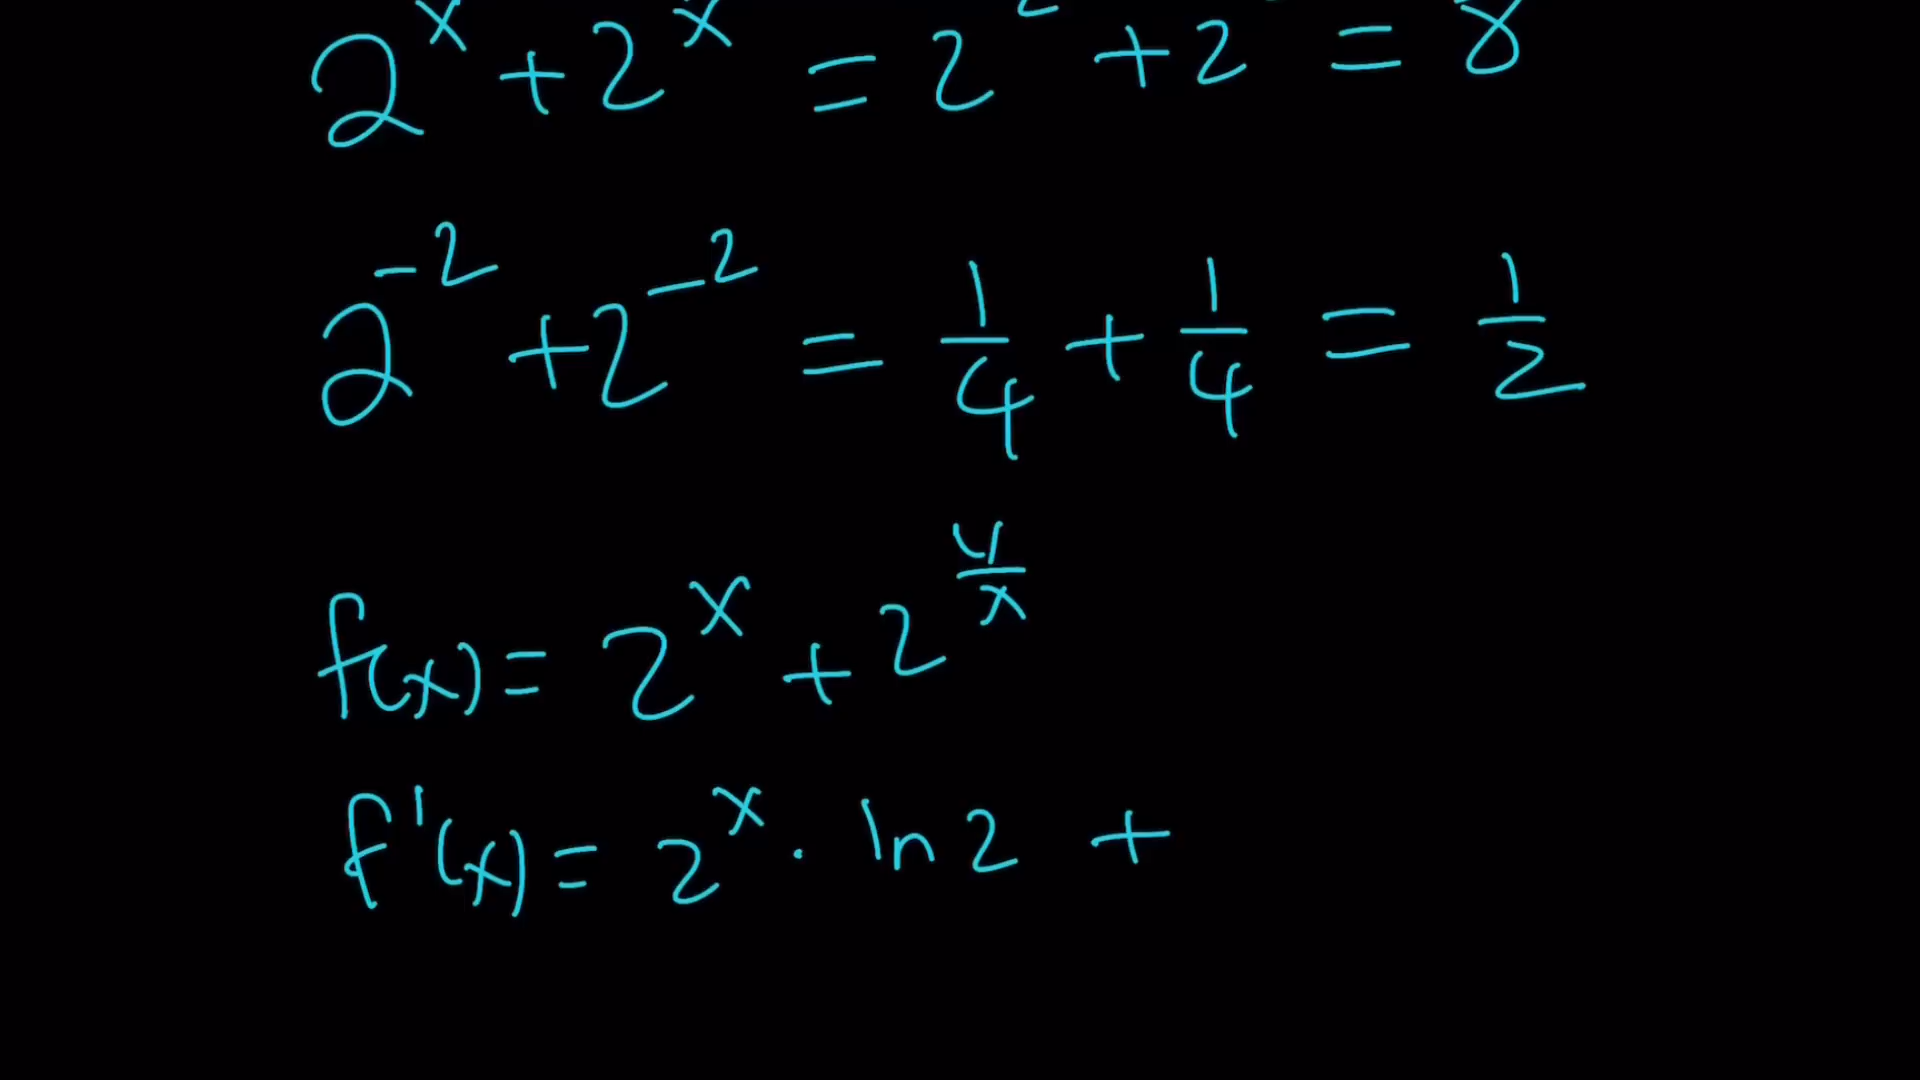 2^x + 2^x = 2^2 + 2 = 8
2^-2 + 2^-2 = 1/4 + 1/4 = 1/2
f(x) = 2^x + 2^(4/x)
f'(x) = 2^x · ln 2 +